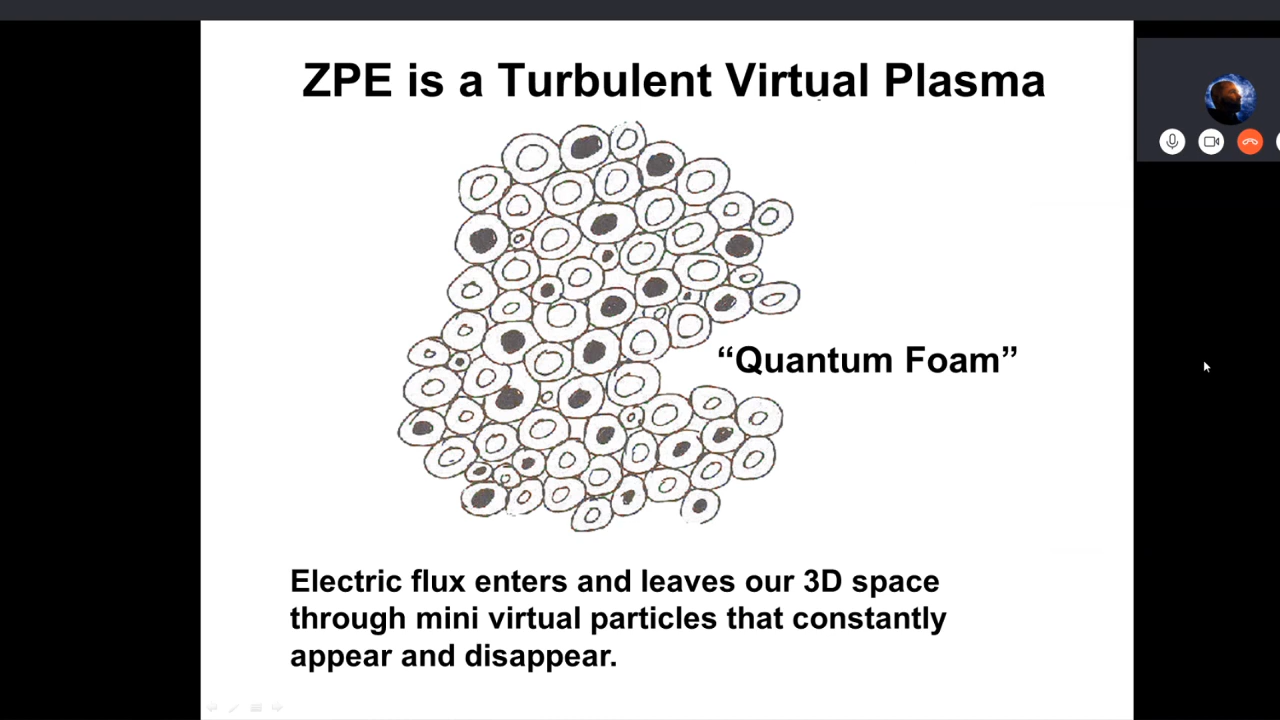 ZPE is a Turbulent Virtual Plasma
“Quantum Foam”
Electric flux enters and leaves our 3D space
through mini virtual particles that constantly
appear and disappear.